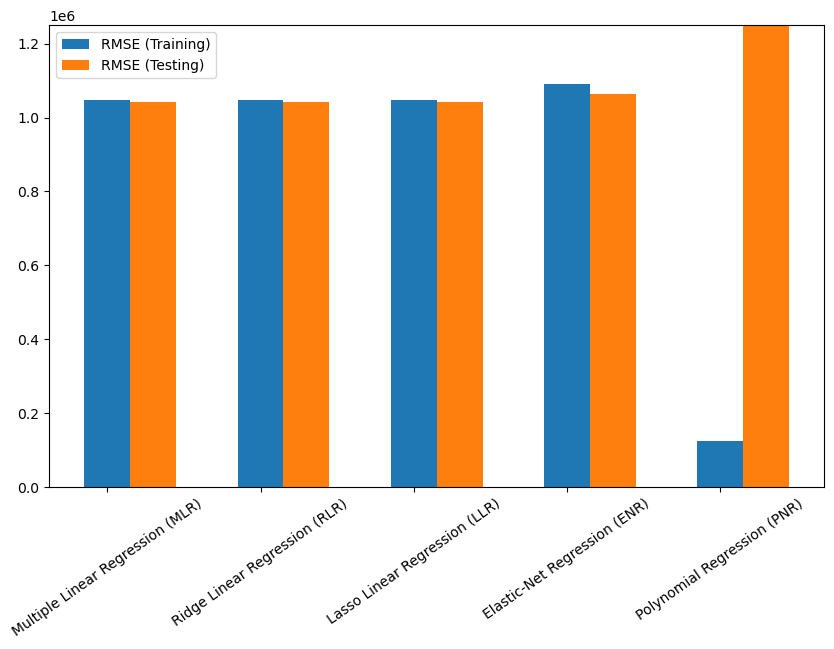 1e6
RMSE (Training)
RMSE (Testing)
1.2
1.0
0.8
0.6
0.4
0.2
0.0
Multiple Linear Regression (MLR)
Ridge Linear Regression (RLR)
Lasso Linear Regression (LLR)
Elastic-Net Regression (ENR)
Polynomial Regression (PNR)